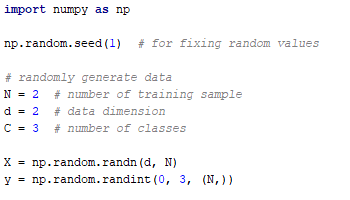 import numpy as np
np.random.seed(1)  # for fixing random values
# randomly generate data
N = 2  # number of training sample
d = 2  # data dimension
C = 3  # number of classes
X = np.random.randn(d, N)
y = np.random.randint(0, 3, (N,))